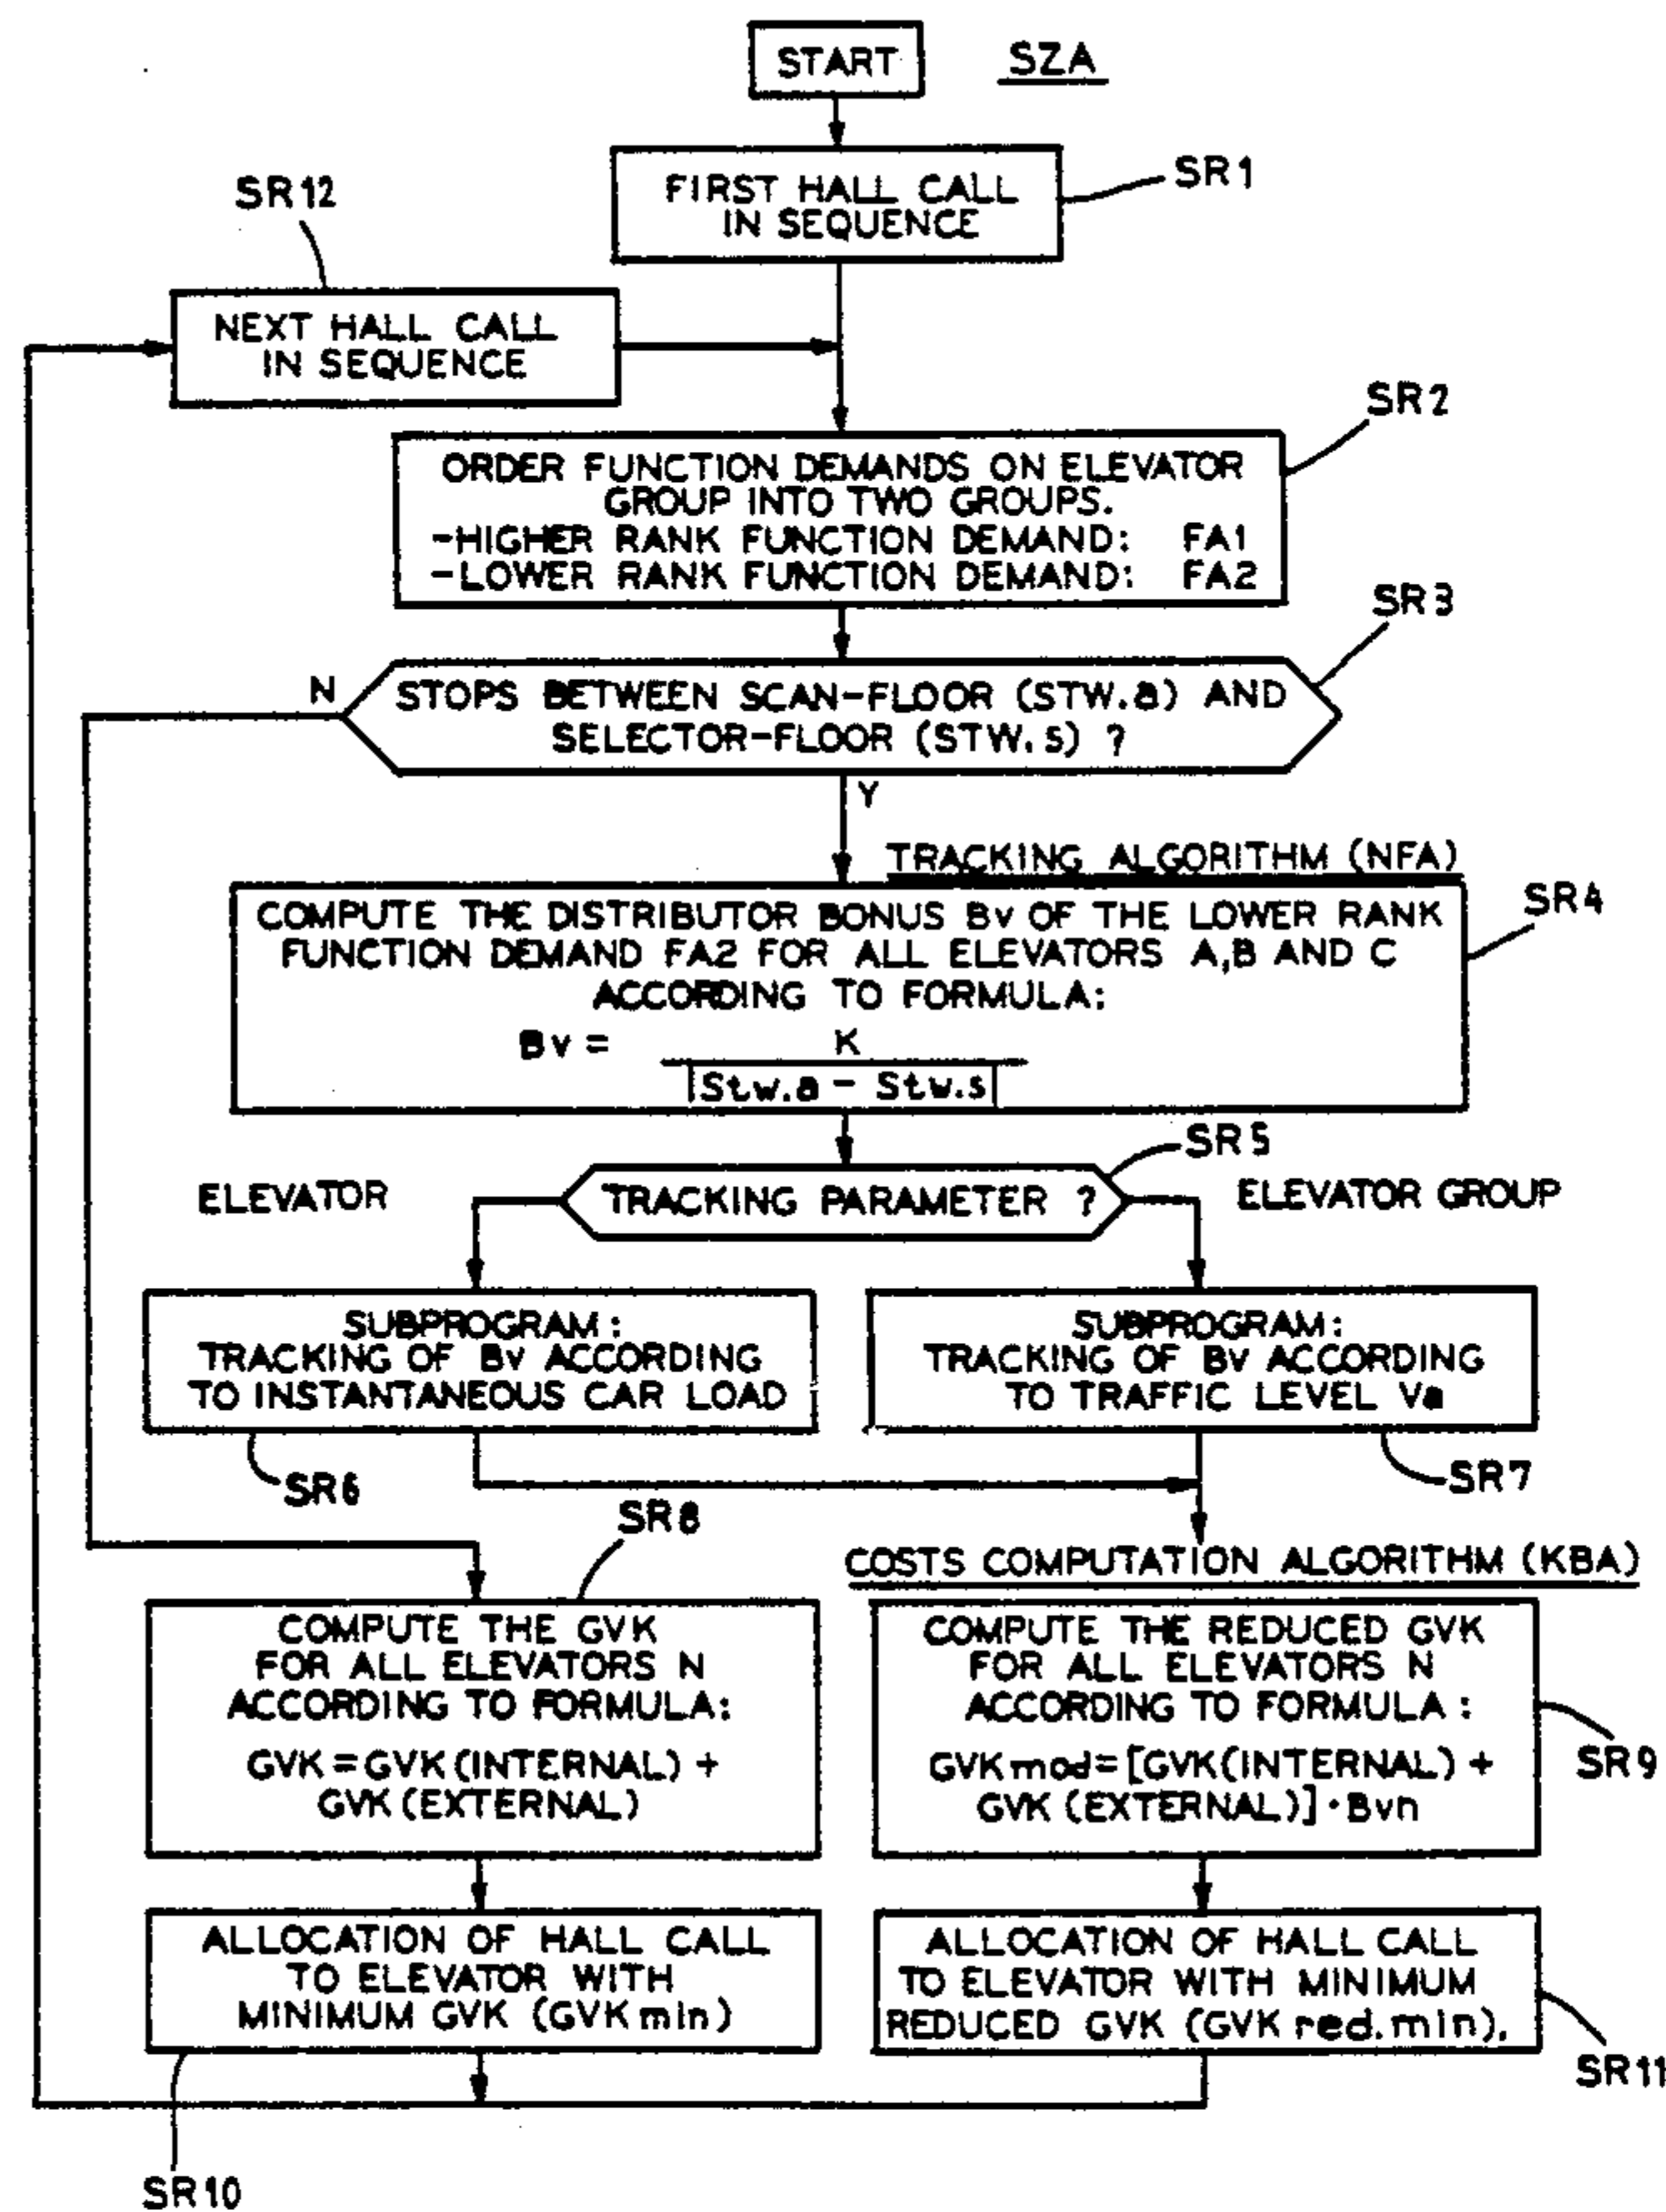 START
SZA
FIRST HALL CALL
IN SEQUENCE
SR1
SR12
NEXT HALL CALL
IN SEQUENCE
SR2
ORDER FUNCTION DEMANDS ON ELEVATOR
GROUP INTO TWO GROUPS.
-HIGHER RANK FUNCTION DEMAND: FA1
-LOWER RANK FUNCTION DEMAND: FA2
SR3
N
STOPS BETWEEN SCAN-FLOOR (STW.a) AND
SELECTOR-FLOOR (STW.s) ?
Y
TRACKING ALGORITHM (NFA)
SR4
COMPUTE THE DISTRIBUTOR BONUS Bv OF THE LOWER RANK
FUNCTION DEMAND FA2 FOR ALL ELEVATORS A,B AND C
ACCORDING TO FORMULA:
Bv = K
|Stw.a - Stw.s|
SR5
ELEVATOR
TRACKING PARAMETER ?
ELEVATOR GROUP
SUBPROGRAM:
TRACKING OF Bv ACCORDING
TO INSTANTANEOUS CAR LOAD
SR6
SUBPROGRAM:
TRACKING OF Bv ACCORDING
TO TRAFFIC LEVEL Va
SR7
SR8
COSTS COMPUTATION ALGORITHM (KBA)
COMPUTE THE GVK
FOR ALL ELEVATORS N
ACCORDING TO FORMULA:
GVK = GVK (INTERNAL) +
GVK (EXTERNAL)
COMPUTE THE REDUCED GVK
FOR ALL ELEVATORS N
ACCORDING TO FORMULA :
GVK mod = [GVK(INTERNAL) +
GVK (EXTERNAL)] · Bvn
SR9
ALLOCATION OF HALL CALL
TO ELEVATOR WITH
MINIMUM GVK (GVK min)
SR10
ALLOCATION OF HALL CALL
TO ELEVATOR WITH MINIMUM
REDUCED GVK (GVK red.min).
SR11